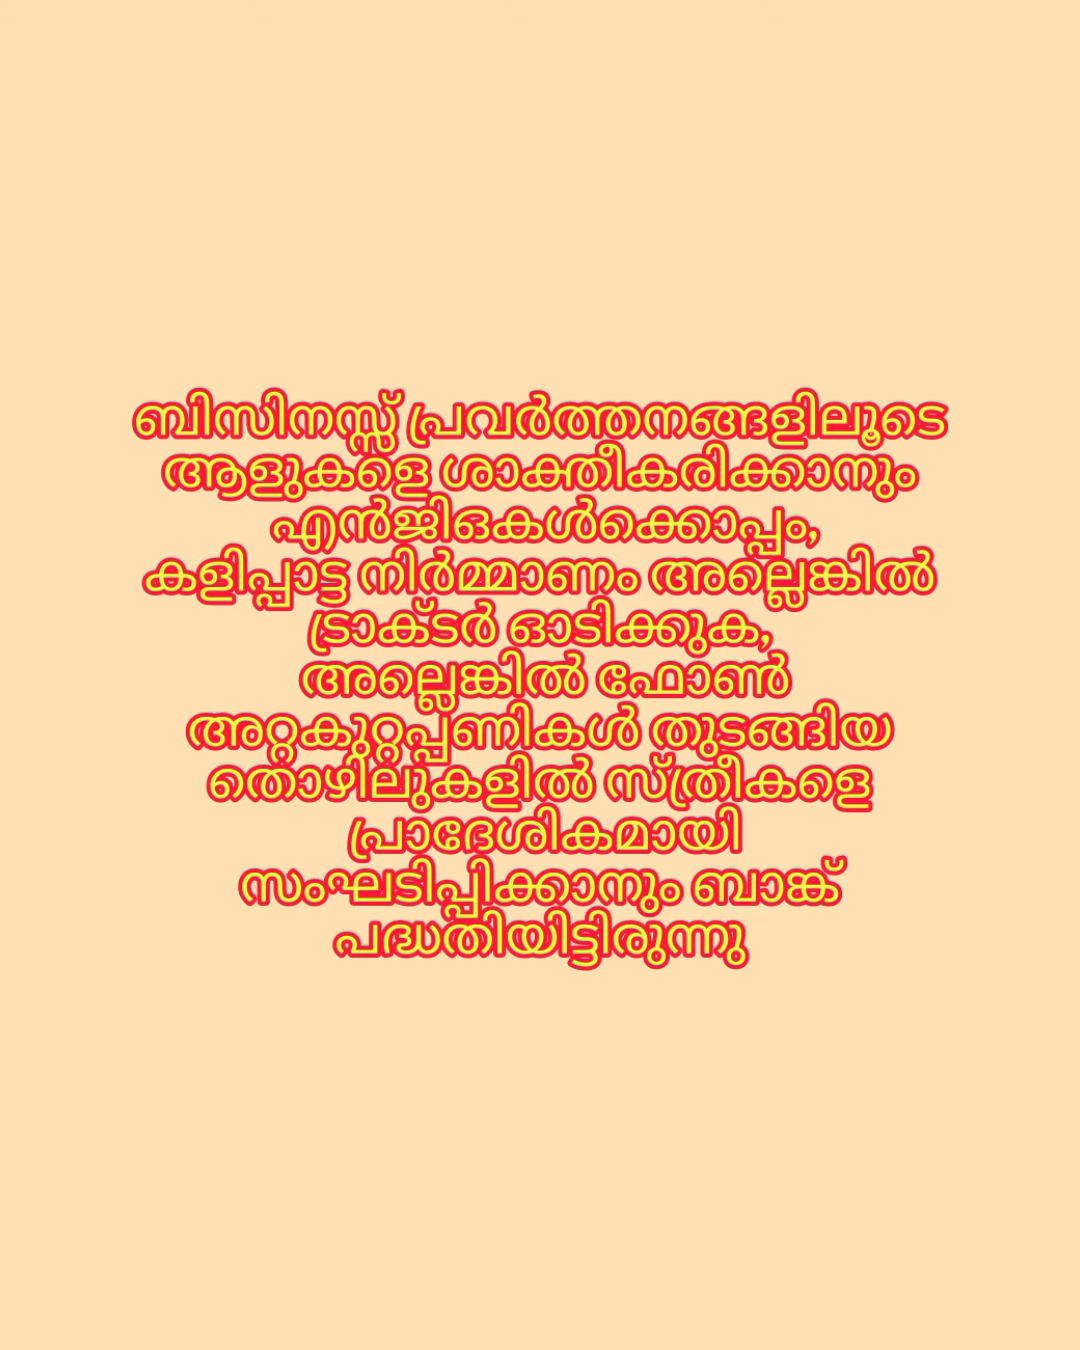 ബിസിനസ്സ് പ്രവർത്തനങ്ങളിലൂടെ
ആളുകളെ ശാക്തീകരിക്കാനും
എൻജിഒകൾക്കൊപ്പം,
കളിപ്പാട്ട നിർമ്മാണം അല്ലെങ്കിൽ
ട്രാക്ടർ ഓടിക്കുക,
അല്ലെങ്കിൽ ഫോൺ
അറ്റകുറ്റപ്പണികൾ തുടങ്ങിയ
തൊഴിലുകളിൽ സ്ത്രീകളെ
പ്രാദേശികമായി
സംഘടിപ്പിക്കാനും ബാങ്ക്
പദ്ധതിയിട്ടിരുന്നു